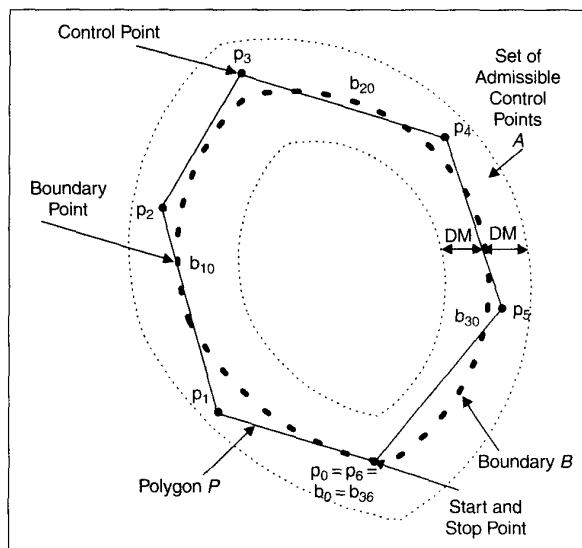 Control Point
p3
b20
Set of
Admissible
Control
Points
A
p4
Boundary
Point
p2
b10
DM
DM
b30
p5
p1
Polygon P
p0 = p6 =
b0 = b36
Boundary B
Start and
Stop Point